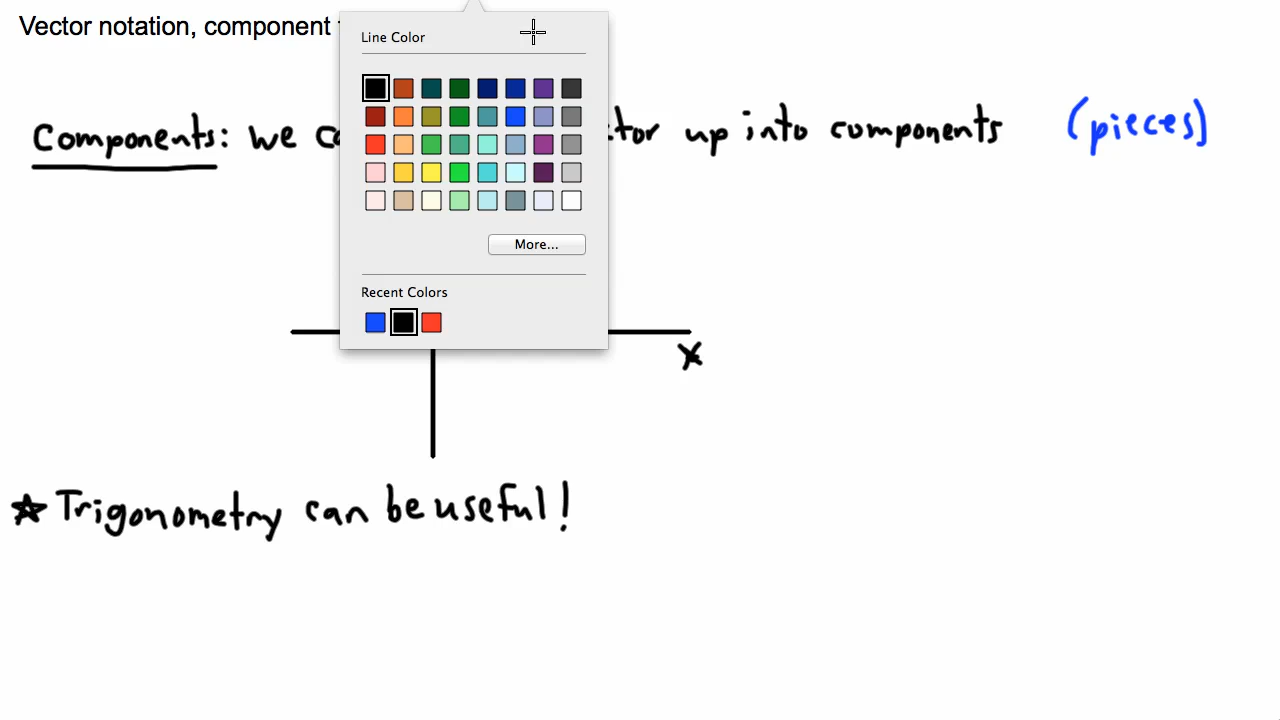 Vector notation, component
Line Color
Components: we tor up into components (pieces)
More...
Recent Colors
x
☆ Trigonometry can be useful!